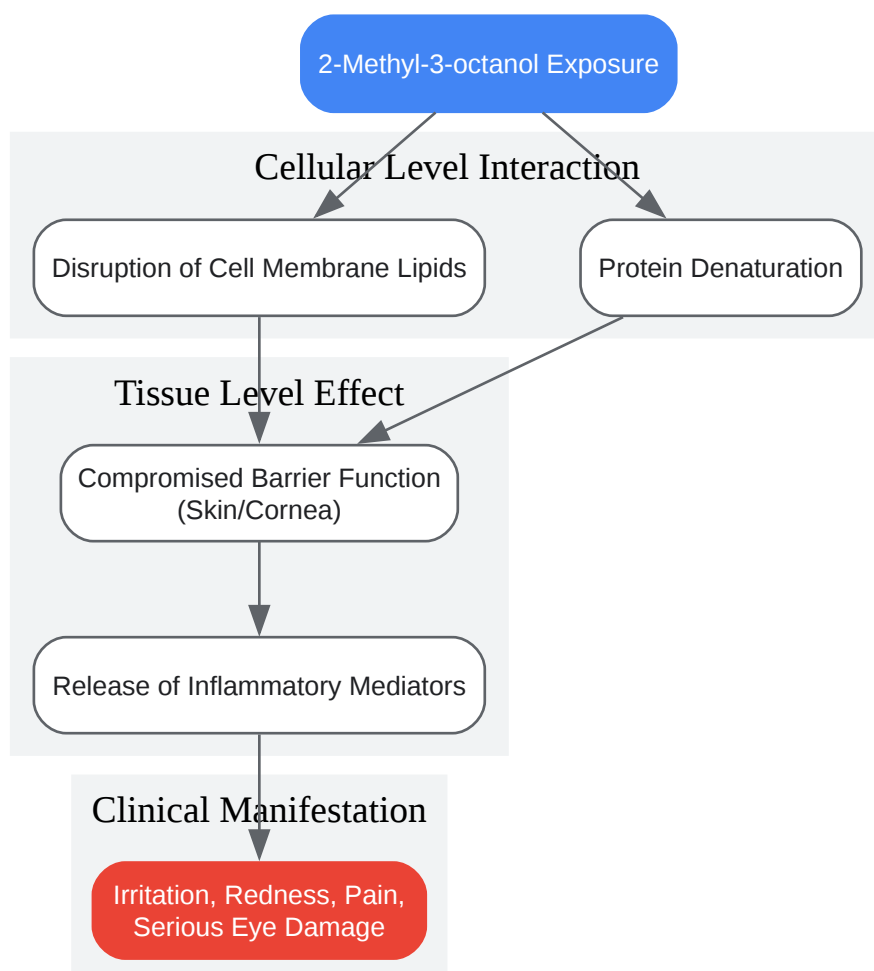 2-Methyl-3-octanol Exposure
Cellular Level Interaction
Disruption of Cell Membrane Lipids
Protein Denaturation
Tissue Level Effect
Compromised Barrier Function
(Skin/Cornea)
Release of Inflammatory Mediators
Clinical Manifestation
Irritation, Redness, Pain,
Serious Eye Damage